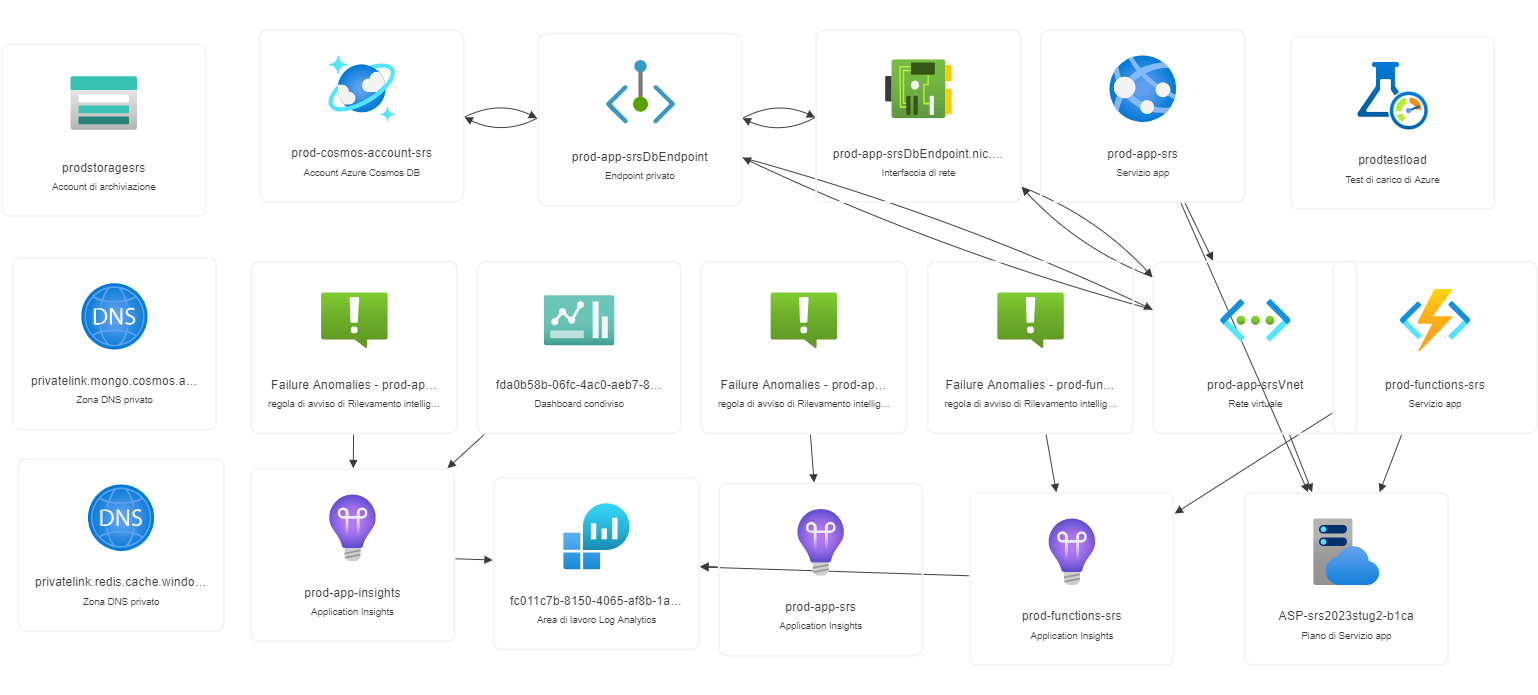 prodstoragesrs
Account di archiviazione
prod-cosmos-account-srs
Account Azure Cosmos DB
prod-app-srsDbEndpoint
Endpoint privato
prod-app-srsDbEndpoint.nic....
Interfaccia di rete
prod-app-srs
Servizio app
prodtestload
Test di carico di Azure
DNS
privatelink.mongo.cosmos.a...
Zona DNS privato
Failure Anomalies - prod-ap...
regola di avviso di Rilevamento intellig...
fda0b58b-06fc-4ac0-aeb7-8...
Dashboard condiviso
Failure Anomalies - prod-ap...
regola di avviso di Rilevamento intellig...
Failure Anomalies - prod-fun...
regola di avviso di Rilevamento intellig...
prod-app-srsVnet
Rete virtuale
prod-functions-srs
Servizio app
DNS
privatelink.redis.cache.windo...
Zona DNS privato
prod-app-insights
Application Insights
fc011c7b-8150-4065-af8b-1a...
Area di lavoro Log Analytics
prod-app-srs
Application Insights
prod-functions-srs
Application Insights
ASP-srs2023stug2-b1ca
Piano di Servizio app